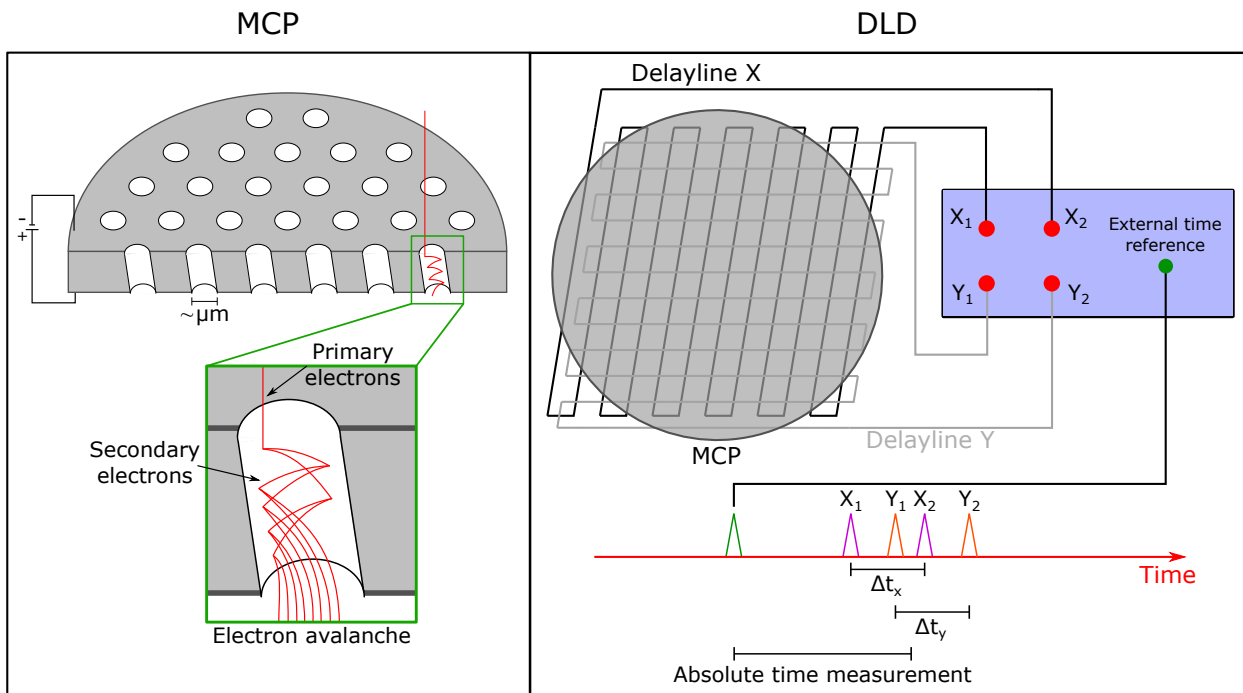 MCP
-
+
~μm
Primary
electrons
Secondary
electrons
Electron avalanche
DLD
Delayline X
X1
X2
External time
reference
Y1
Y2
Delayline Y
MCP
X1 Y1 X2 Y2
Time
Δtx
Δty
Absolute time measurement